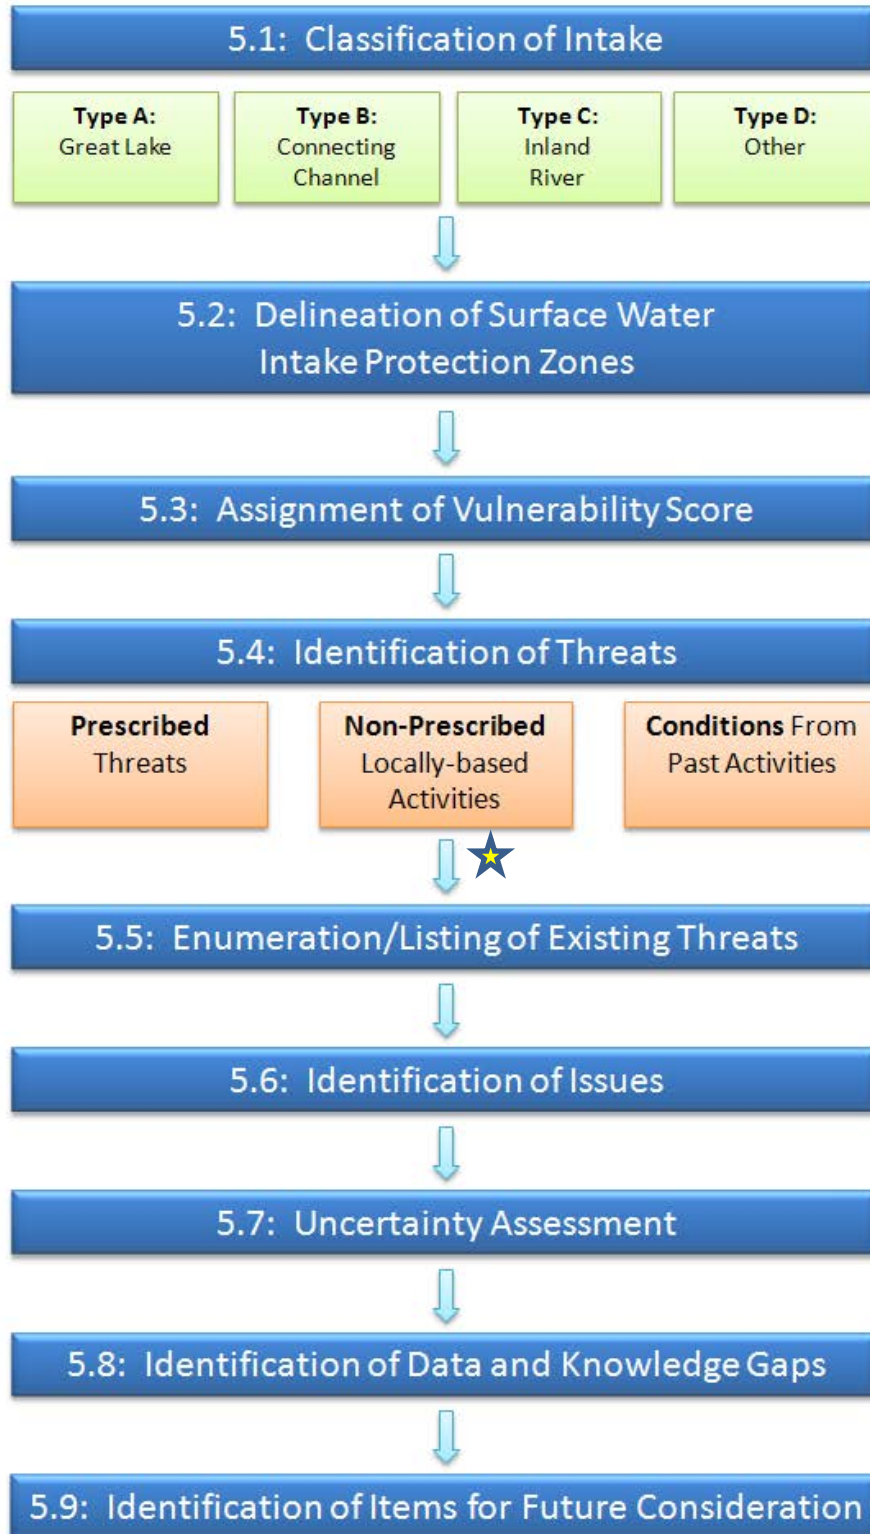 5.1: Classification of Intake
Type A:
Great Lake
Type B:
Connecting
Channel
Type C:
Inland
River
Type D:
Other
5.2: Delineation of Surface Water
Intake Protection Zones
5.3: Assignment of Vulnerability Score
5.4: Identification of Threats
Prescribed
Threats
Non-Prescribed
Locally-based
Activities
Conditions From
Past Activities
5.5: Enumeration/Listing of Existing Threats
5.6: Identification of Issues
5.7: Uncertainty Assessment
5.8: Identification of Data and Knowledge Gaps
5.9: Identification of Items for Future Consideration